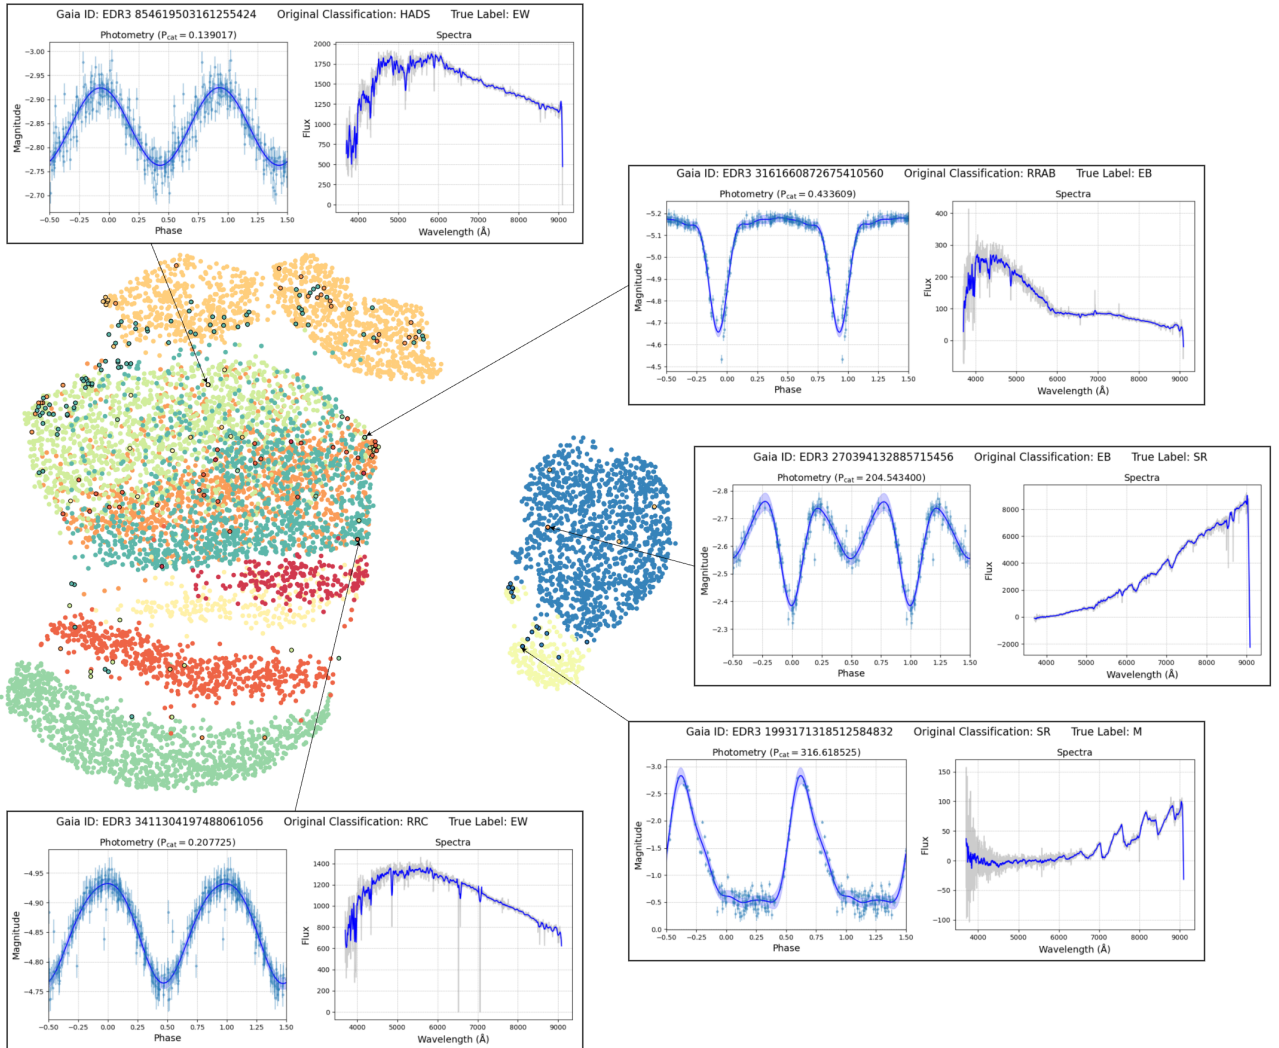 Gaia ID: EDR3 854619503161255424 Original Classification: HADS True Label: EW
Photometry (Pcat = 0.139017)
Spectra
Magnitude
−3.00
−2.95
−2.90
−2.85
−2.80
−2.75
−2.70
−0.50 −0.25 0.00 0.25 0.50 0.75 1.00 1.25 1.50
Phase
Flux
2000
1750
1500
1250
1000
750
500
250
0
4000 5000 6000 7000 8000 9000
Wavelength (Å)
Gaia ID: EDR3 3161660872675410560 Original Classification: RRAB True Label: EB
Photometry (Pcat = 0.433609)
Spectra
Magnitude
−5.2
−5.1
−5.0
−4.9
−4.8
−4.7
−4.6
−4.5
−0.50 −0.25 0.00 0.25 0.50 0.75 1.00 1.25 1.50
Phase
Flux
400
300
200
100
0
4000 5000 6000 7000 8000 9000
Wavelength (Å)
Gaia ID: EDR3 270394132885715456 Original Classification: EB True Label: SR
Photometry (Pcat = 204.543400)
Spectra
Magnitude
−2.8
−2.7
−2.6
−2.5
−2.4
−2.3
−0.50 −0.25 0.00 0.25 0.50 0.75 1.00 1.25 1.50
Phase
Flux
8000
6000
4000
2000
0
−2000
4000 5000 6000 7000 8000 9000
Wavelength (Å)
Gaia ID: EDR3 1993171318512584832 Original Classification: SR True Label: M
Photometry (Pcat = 316.618525)
Spectra
Magnitude
−3.0
−2.5
−2.0
−1.5
−1.0
−0.5
0.0
−0.50 −0.25 0.00 0.25 0.50 0.75 1.00 1.25 1.50
Phase
Flux
150
100
50
0
−50
−100
4000 5000 6000 7000 8000 9000
Wavelength (Å)
Gaia ID: EDR3 3411304197488061056 Original Classification: RRC True Label: EW
Photometry (Pcat = 0.207725)
Spectra
Magnitude
−4.95
−4.90
−4.85
−4.80
−4.75
−0.50 −0.25 0.00 0.25 0.50 0.75 1.00 1.25 1.50
Phase
Flux
1400
1200
1000
800
600
400
200
0
4000 5000 6000 7000 8000 9000
Wavelength (Å)